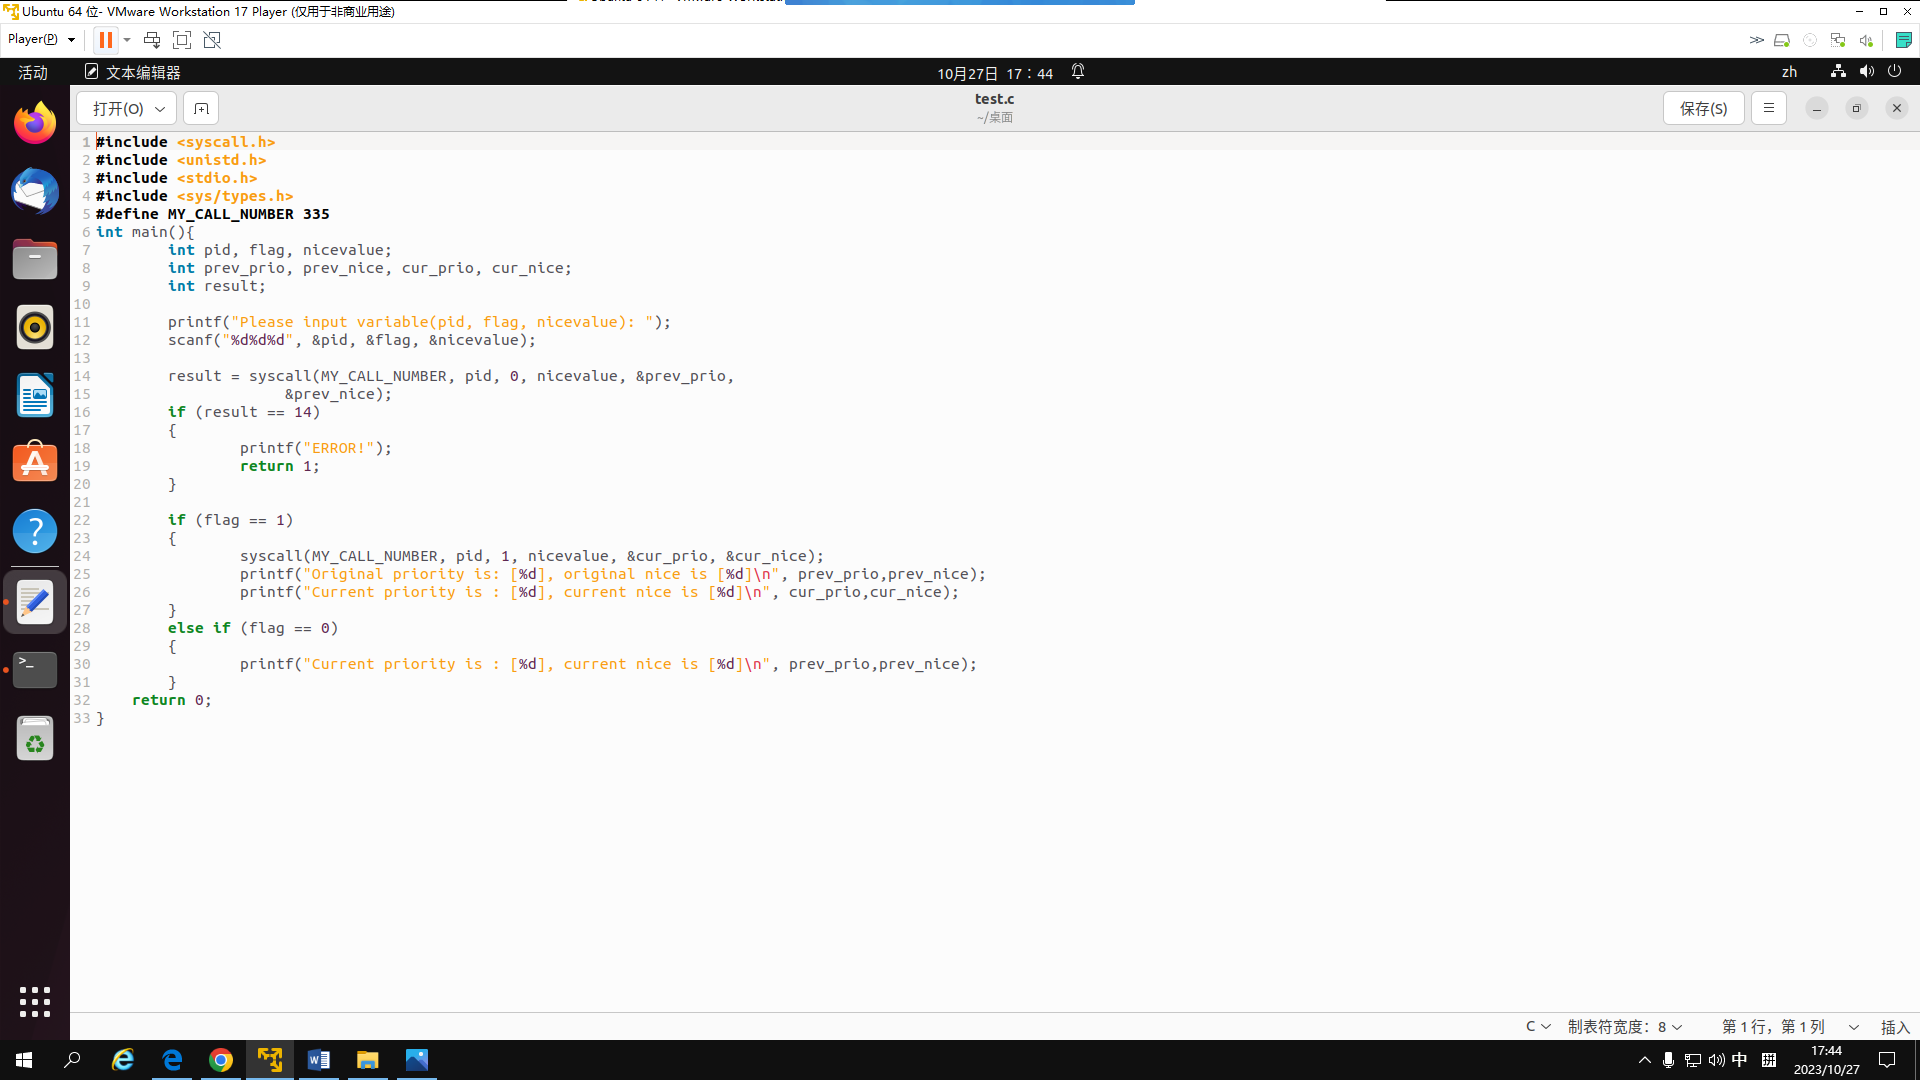 Ubuntu 64 位- VMware Workstation 17 Player (仅用于非商业用途)
Player(P)
活动 文本编辑器 10月27日 17：44 zh
打开(O) test.c 保存(S)
~/桌面
1 #include <syscall.h>
2 #include <unistd.h>
3 #include <stdio.h>
4 #include <sys/types.h>
5 #define MY_CALL_NUMBER 335
6 int main(){
7         int pid, flag, nicevalue;
8         int prev_prio, prev_nice, cur_prio, cur_nice;
9         int result;
10
11         printf("Please input variable(pid, flag, nicevalue): ");
12         scanf("%d%d%d", &pid, &flag, &nicevalue);
13
14         result = syscall(MY_CALL_NUMBER, pid, 0, nicevalue, &prev_prio,
15                      &prev_nice);
16         if (result == 14)
17         {
18                 printf("ERROR!");
19                 return 1;
20         }
21
22         if (flag == 1)
23         {
24                 syscall(MY_CALL_NUMBER, pid, 1, nicevalue, &cur_prio, &cur_nice);
25                 printf("Original priority is: [%d], original nice is [%d]\n", prev_prio,prev_nice);
26                 printf("Current priority is : [%d], current nice is [%d]\n", cur_prio,cur_nice);
27         }
28         else if (flag == 0)
29         {
30                 printf("Current priority is : [%d], current nice is [%d]\n", prev_prio,prev_nice);
31         }
32     return 0;
33 }
C 制表符宽度：8 第 1 行，第 1 列 插入
中 17:44
2023/10/27